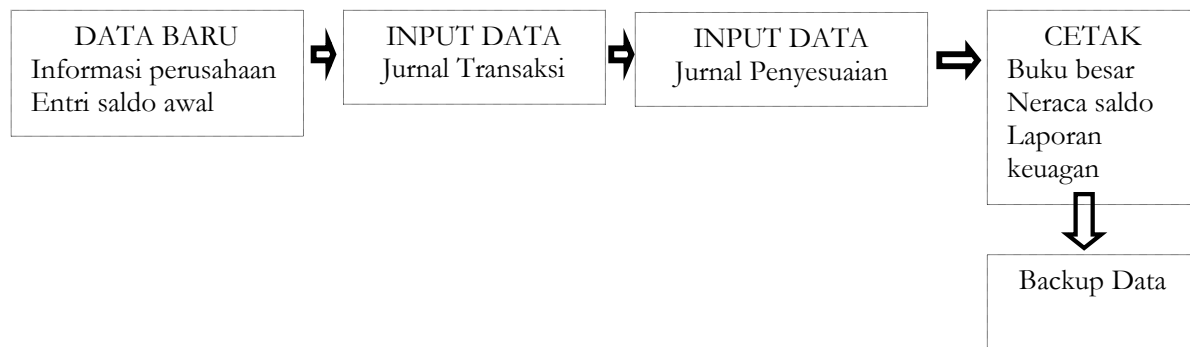 DATA BARU
Informasi perusahaan
Entri saldo awal
INPUT DATA
Jurnal Transaksi
INPUT DATA
Jurnal Penyesuaian
CETAK
Buku besar
Neraca saldo
Laporan
keuagan
Backup Data